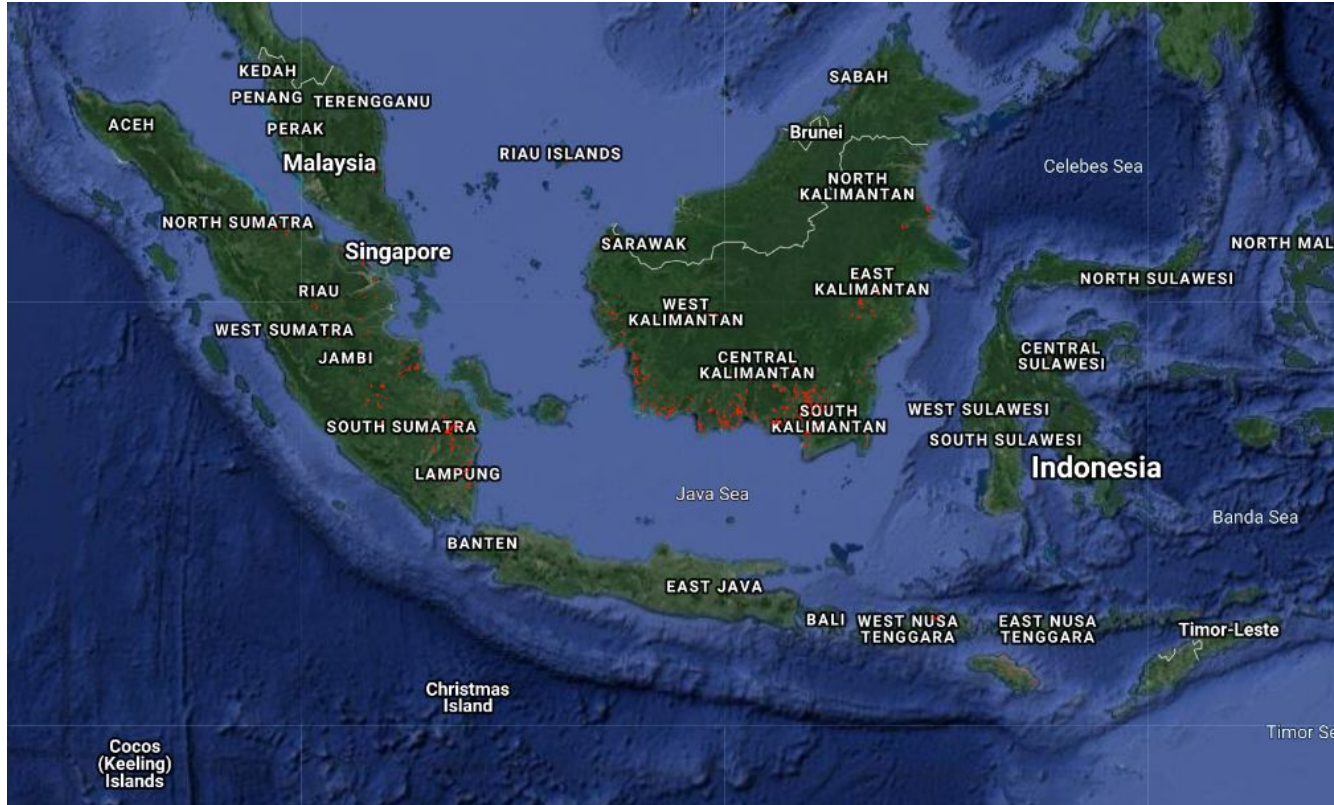 KEDAH
PENANG
TERENGGANU
SABAH
ACEH
PERAK
Brunei
Malaysia
RIAU ISLANDS
Celebes Sea
NORTH
KALIMANTAN
NORTH SUMATRA
SARAWAK
Singapore
NORTH MAL
EAST
KALIMANTAN
NORTH SULAWESI
RIAU
WEST
KALIMANTAN
WEST SUMATRA
JAMBI
CENTRAL
KALIMANTAN
CENTRAL
SULAWESI
SOUTH SUMATRA
SOUTH
KALIMANTAN
WEST SULAWESI
SOUTH SULAWESI
LAMPUNG
Indonesia
Java Sea
Banda Sea
BANTEN
EAST JAVA
BALI
WEST NUSA
TENGGARA
EAST NUSA
TENGGARA
Timor-Leste
Christmas
Island
Timor Se
Cocos
(Keeling)
Islands